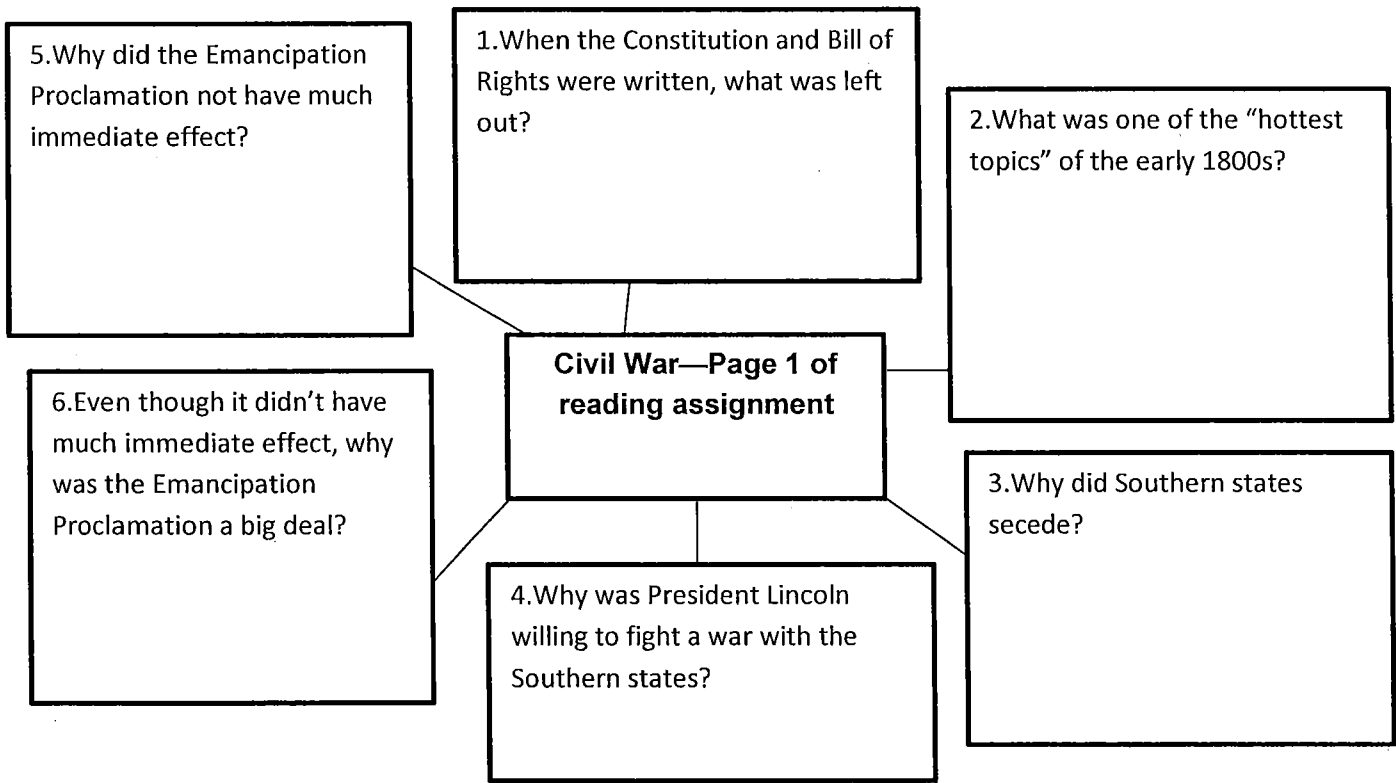 5.Why did the Emancipation
Proclamation not have much
immediate effect?
1.When the Constitution and Bill of
Rights were written, what was left
out?
2.What was one of the “hottest
topics” of the early 1800s?
Civil War—Page 1 of
reading assignment
6.Even though it didn’t have
much immediate effect, why
was the Emancipation
Proclamation a big deal?
3.Why did Southern states
secede?
4.Why was President Lincoln
willing to fight a war with the
Southern states?